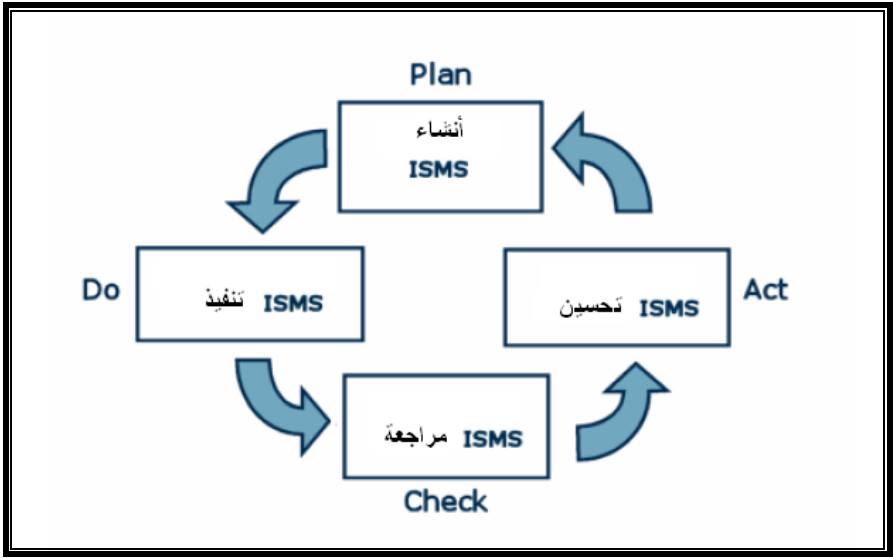 Plan
أنشاء
ISMS
Do
تنفيذ ISMS
مراجعة ISMS
Check
تحسين ISMS
Act